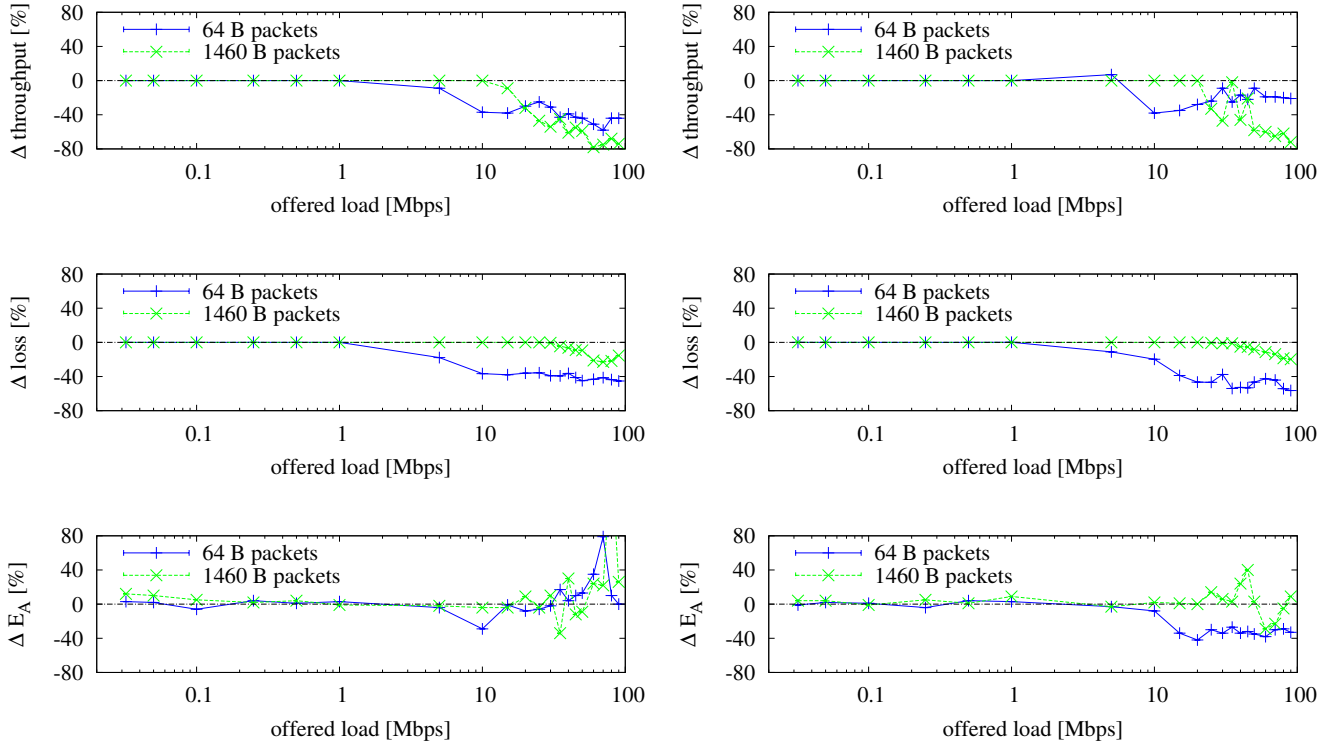 Δ throughput [%]
80
40
0
-40
-80
64 B packets
1460 B packets
0.1
1
10
100
offered load [Mbps]
Δ throughput [%]
80
40
0
-40
-80
64 B packets
1460 B packets
0.1
1
10
100
offered load [Mbps]
Δ loss [%]
80
40
0
-40
-80
64 B packets
1460 B packets
0.1
1
10
100
offered load [Mbps]
Δ loss [%]
80
40
0
-40
-80
64 B packets
1460 B packets
0.1
1
10
100
offered load [Mbps]
Δ E_A [%]
80
40
0
-40
-80
64 B packets
1460 B packets
0.1
1
10
100
offered load [Mbps]
Δ E_A [%]
80
40
0
-40
-80
64 B packets
1460 B packets
0.1
1
10
100
offered load [Mbps]